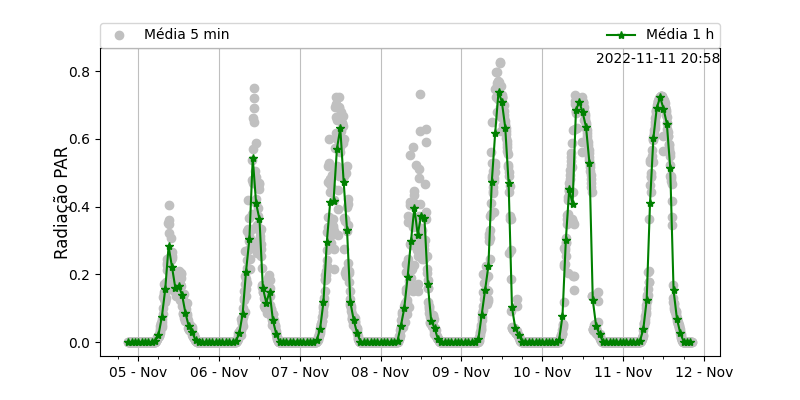 Média 5 min
Média 1 h
2022-11-11 20:58
Radiação PAR
0.8
0.6
0.4
0.2
0.0
05 - Nov
06 - Nov
07 - Nov
08 - Nov
09 - Nov
10 - Nov
11 - Nov
12 - Nov